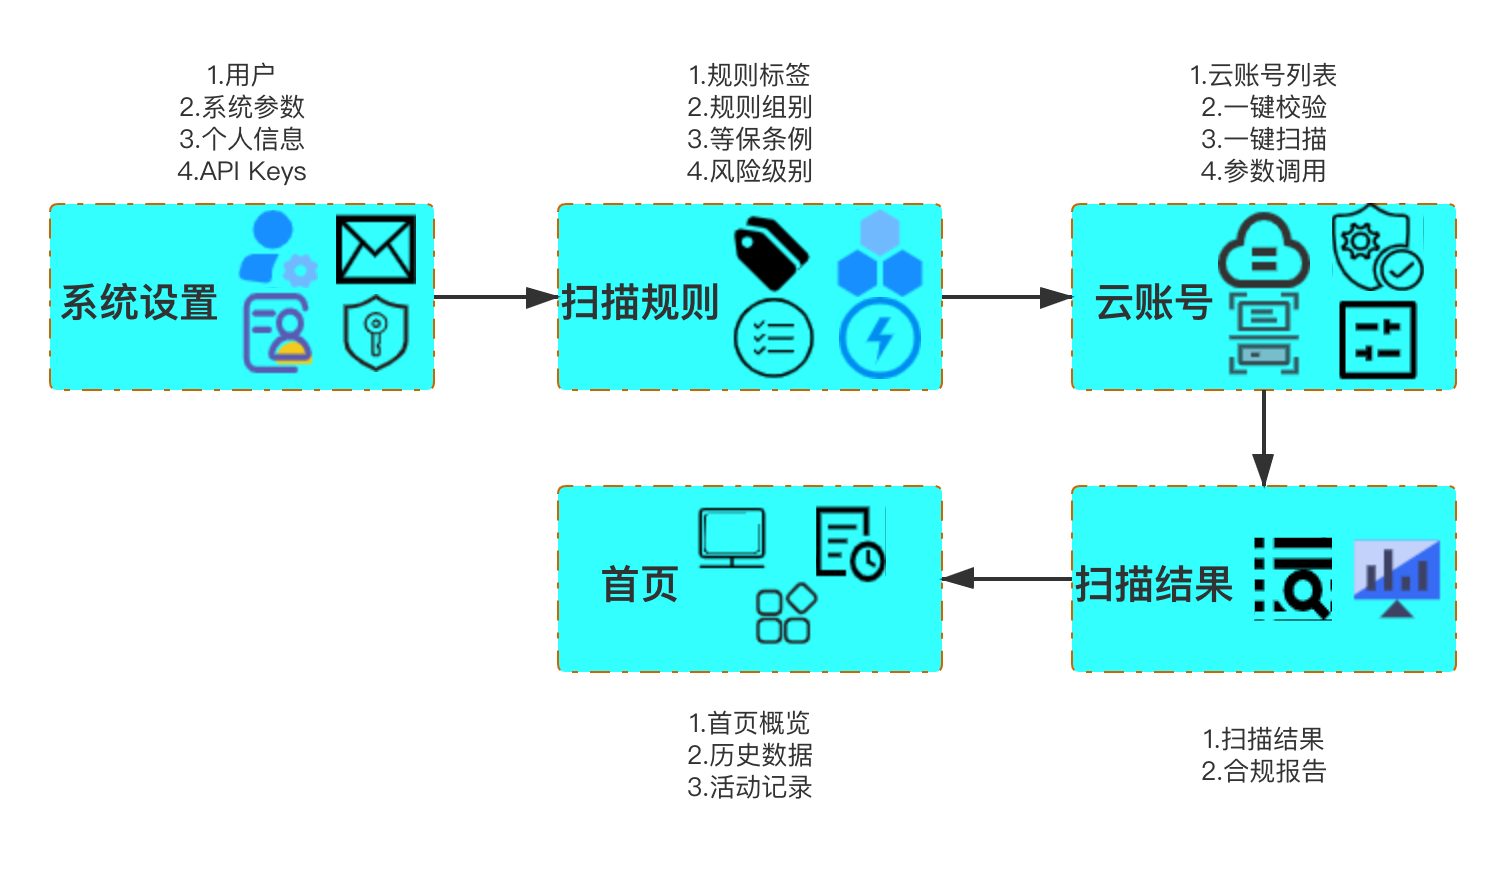 1.用户
2.系统参数
3.个人信息
4.API Keys
系统设置
1.规则标签
2.规则组别
3.等保条例
4.风险级别
扫描规则
1.云账号列表
2.一键校验
3.一键扫描
4.参数调用
云账号
扫描结果
1.扫描结果
2.合规报告
首页
1.首页概览
2.历史数据
3.活动记录